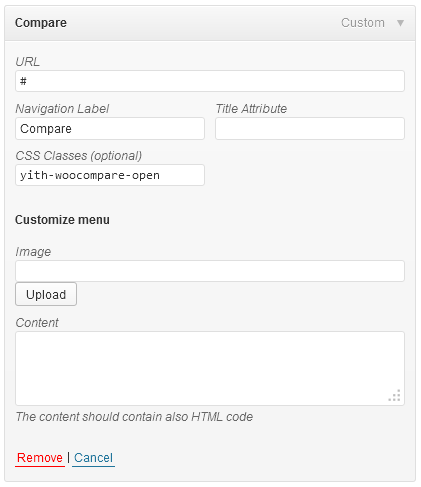 Compare Custom ▼
URL
#
Navigation Label Title Attribute
Compare
CSS Classes (optional)
yith-woocompare-open
Customize menu
Image
Upload
Content
The content should contain also HTML code
Remove | Cancel